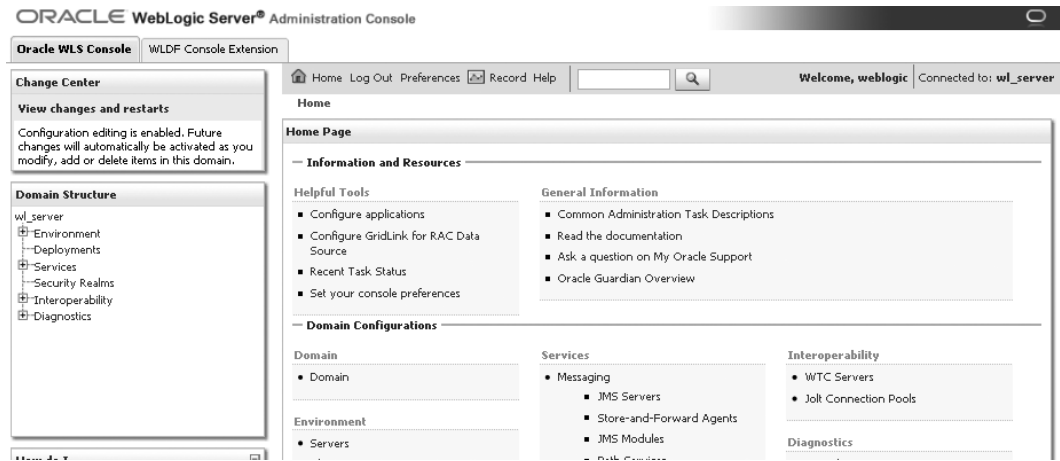 ORACLE WebLogic Server® Administration Console
Oracle WLS Console
WLDF Console Extension
Change Center
View changes and restarts
Configuration editing is enabled. Future
changes will automatically be activated as you
modify, add or delete items in this domain.
Domain Structure
wl_server
Environment
Deployments
Services
Security Realms
Interoperability
Diagnostics
Home Log Out Preferences Record Help
Welcome, weblogic
Connected to: wl_server
Home
Home Page
Information and Resources
Helpful Tools
Configure applications
Configure GridLink for RAC Data
Source
Recent Task Status
Set your console preferences
General Information
Common Administration Task Descriptions
Read the documentation
Ask a question on My Oracle Support
Oracle Guardian Overview
Domain Configurations
Domain
Domain
Environment
Servers
Services
Messaging
JMS Servers
Store-and-Forward Agents
JMS Modules
Interoperability
WTC Servers
Jolt Connection Pools
Diagnostics